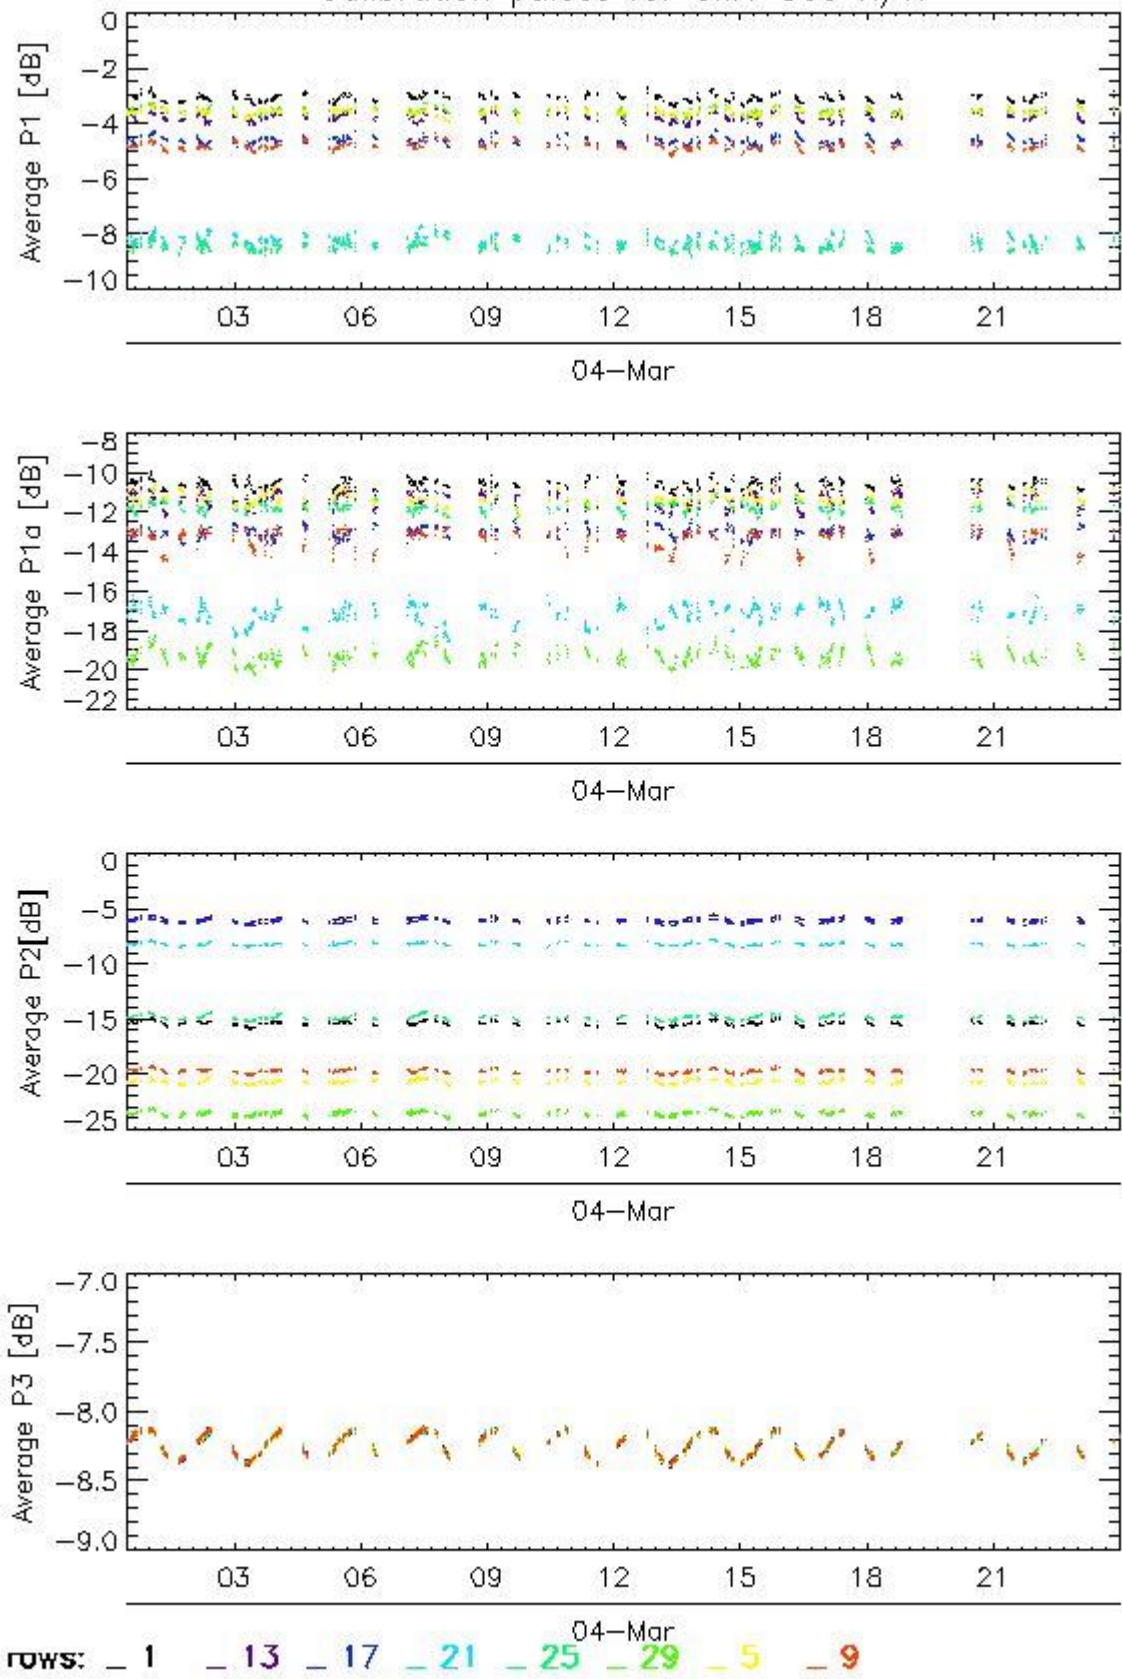 Average P1 [dB]
0
−2
−4
−6
−8
−10
03 06 09 12 15 18 21
04−Mar
Average P1a [dB]
−8
−10
−12
−14
−16
−18
−20
−22
03 06 09 12 15 18 21
04−Mar
Average P2[dB]
0
−5
−10
−15
−20
−25
03 06 09 12 15 18 21
04−Mar
Average P3 [dB]
−7.0
−7.5
−8.0
−8.5
−9.0
03 06 09 12 15 18 21
04−Mar
rows: _ 1 _ 13 _ 17 _ 21 _ 25 _ 29 _ 5 _ 9